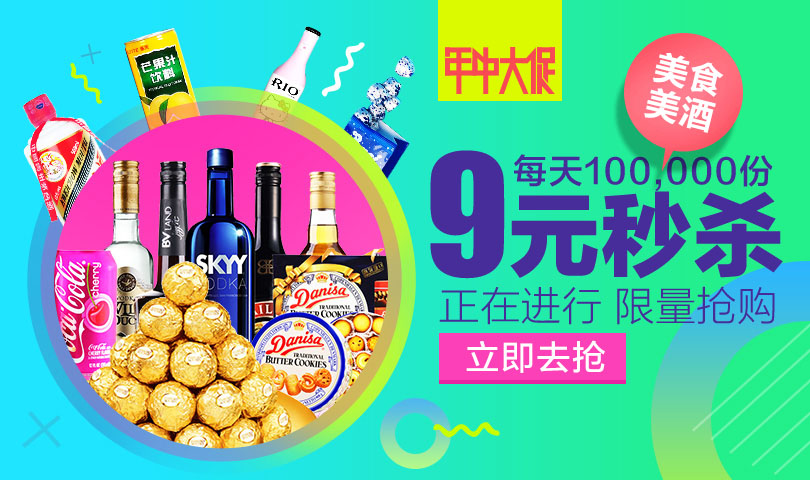 年中大促
美食
美酒
每天100,000份
9元秒杀
正在进行 限量抢购
立即去抢
芒果汁
饮料
RIO
Coca-Cola
cherry
BV
LAND
SKYY
VODKA
Danisa
TRADITIONAL
BUTTER COOKIES
Danisa
TRADITIONAL
BUTTER COOKIES